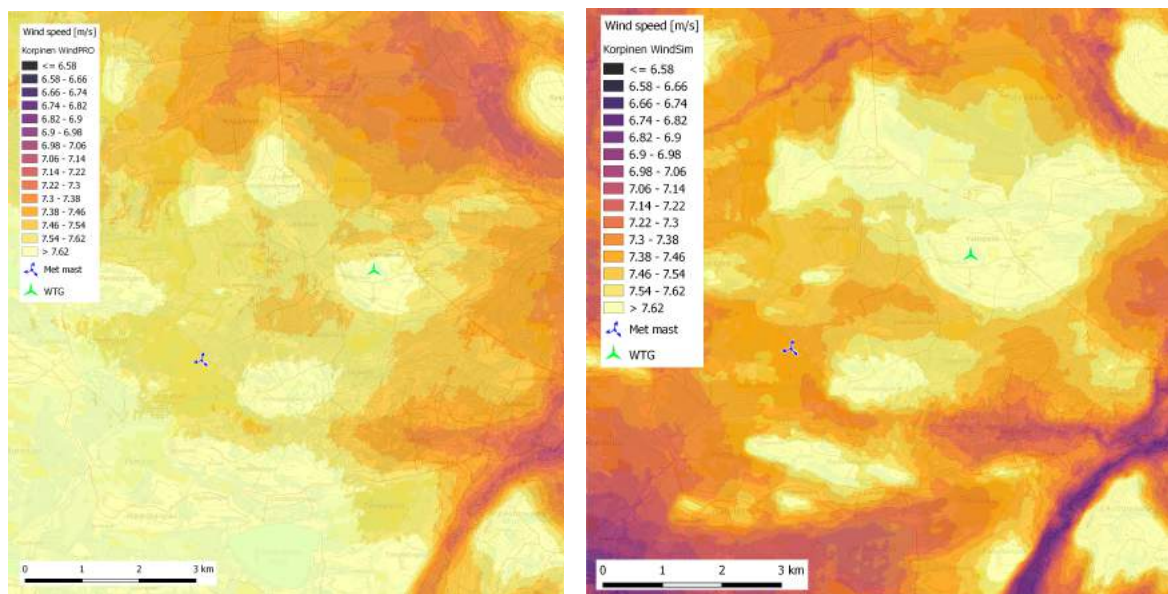 Wind speed [m/s]
Korpinen WindPRO
<= 6.58
6.58 - 6.66
6.66 - 6.74
6.74 - 6.82
6.82 - 6.9
6.9 - 6.98
6.98 - 7.06
7.06 - 7.14
7.14 - 7.22
7.22 - 7.3
7.3 - 7.38
7.38 - 7.46
7.46 - 7.54
7.54 - 7.62
> 7.62
Met mast
WTG
0 1 2 3 km
Wind speed [m/s]
Korpinen WindSim
<= 6.58
6.58 - 6.66
6.66 - 6.74
6.74 - 6.82
6.82 - 6.9
6.9 - 6.98
6.98 - 7.06
7.06 - 7.14
7.14 - 7.22
7.22 - 7.3
7.3 - 7.38
7.38 - 7.46
7.46 - 7.54
7.54 - 7.62
> 7.62
Met mast
WTG
0 1 2 3 km